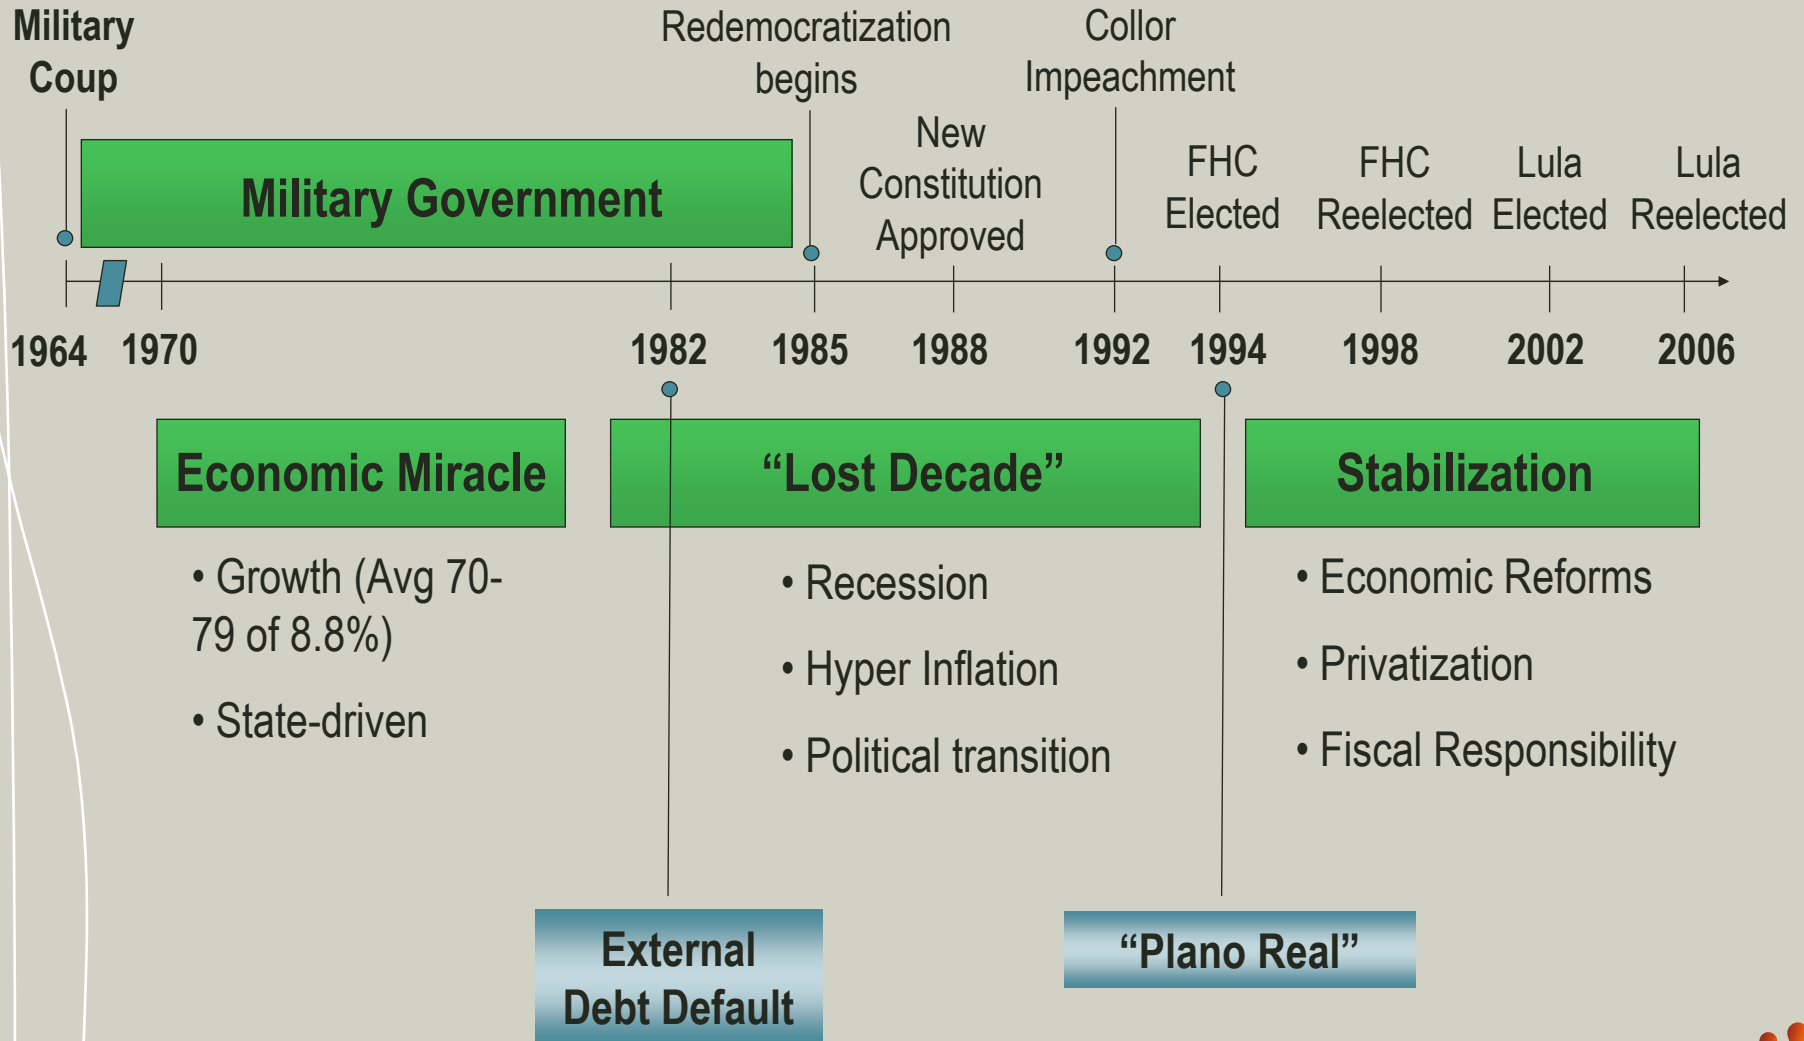 Military
Coup
Redemocratization
begins
Collor
Impeachment
Military Government
New
Constitution
Approved
FHC
Elected
FHC
Reelected
Lula
Elected
Lula
Reelected
1964 1970 1982 1985 1988 1992 1994 1998 2002 2006
Economic Miracle
“Lost Decade”
Stabilization
• Growth (Avg 70-
79 of 8.8%)
• State-driven
• Recession
• Hyper Inflation
• Political transition
• Economic Reforms
• Privatization
• Fiscal Responsibility
External
Debt Default
“Plano Real”